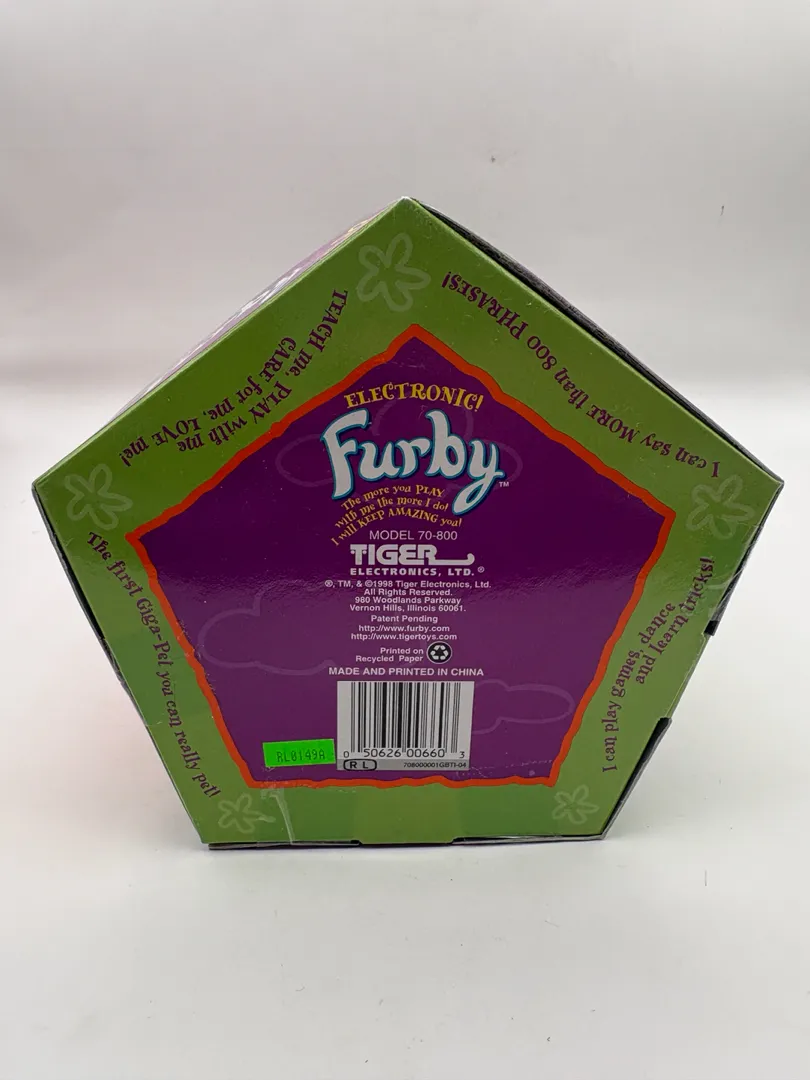 TEACH me, PLAY with me
CARE for me, LOVE me!
I can say MORE than 800 PHRASES!
ELECTRONIC!
Furby™
The more you PLAY
with me the more I do!
I will KEEP AMAZING you!
MODEL 70-800
TIGER
ELECTRONICS, LTD.®
®, TM, & ©1998 Tiger Electronics, Ltd.
All Rights Reserved.
980 Woodlands Parkway
Vernon Hills, Illinois 60061.
Patent Pending
http://www.furby.com
http://www.tigertoys.com
Printed on
Recycled Paper
MADE AND PRINTED IN CHINA
0 50626 00660 3
R L
708000001GBTI-04
RL0149A
The first Giga-Pet you can really pet!
I can play games, dance
and learn tricks!